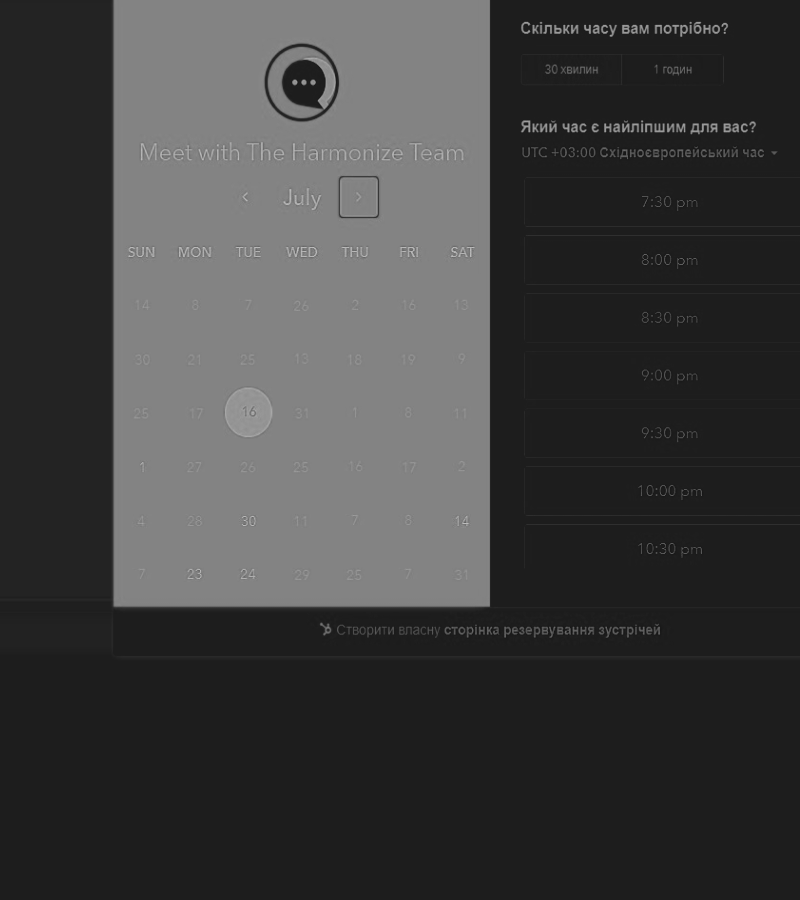 Meet with The Harmonize Team
July
SUN MON TUE WED THU FRI SAT
14 8 7 26 2 16 13
30 21 25 13 18 19 9
25 17 16 31 1 8 11
1 27 26 25 16 17 2
4 28 30 11 7 8 14
7 23 24 29 25 7 31
Скільки часу вам потрібно?
30 хвилин 1 годин
Який час є найліпшим для вас?
UTC +03:00 Східноєвропейський час
7:30 pm
8:00 pm
8:30 pm
9:00 pm
9:30 pm
10:00 pm
10:30 pm
Створити власну сторінка резервування зустрічей